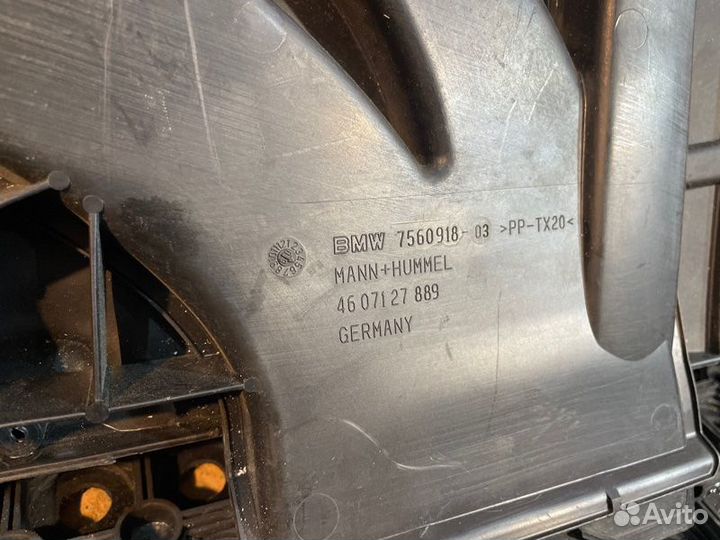 BMW 7560918-03 >PP-TX20<
MANN+HUMMEL
46 071 27 889
GERMANY
Avito